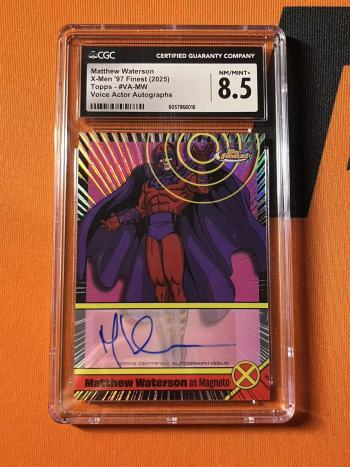 CGC
CERTIFIED GUARANTY COMPANY
Matthew Waterson
X-Men '97 Finest (2025)
Topps - #VA-MW
Voice Actor Autographs
NM/MINT+
8.5
6057968016
Topps
Finest
TOPPS CERTIFIED AUTOGRAPH ISSUE
Matthew Waterson as Magneto